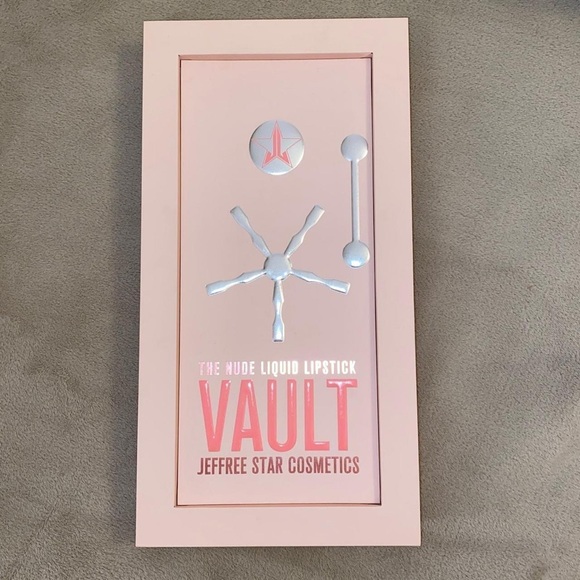 THE NUDE LIQUID LIPSTICK
VAULT
JEFFREE STAR COSMETICS